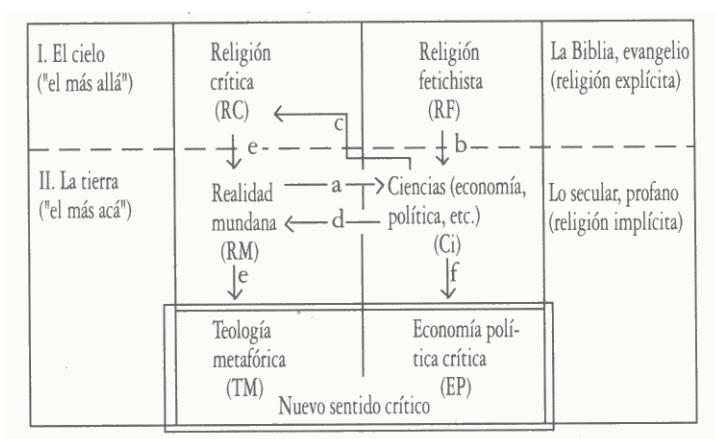 I. El cielo
("el más allá")
Religión
crítica
(RC)
Religión
fetichista
(RF)
La Biblia, evangelio
(religión explícita)
c
e
b
II. La tierra
("el más acá")
Realidad
mundana
(RM)
a
d
Ciencias (economía,
política, etc.)
(Ci)
Lo secular, profano
(religión implícita)
e
f
Teología
metafórica
(TM)
Economía polí-
tica crítica
(EP)
Nuevo sentido crítico